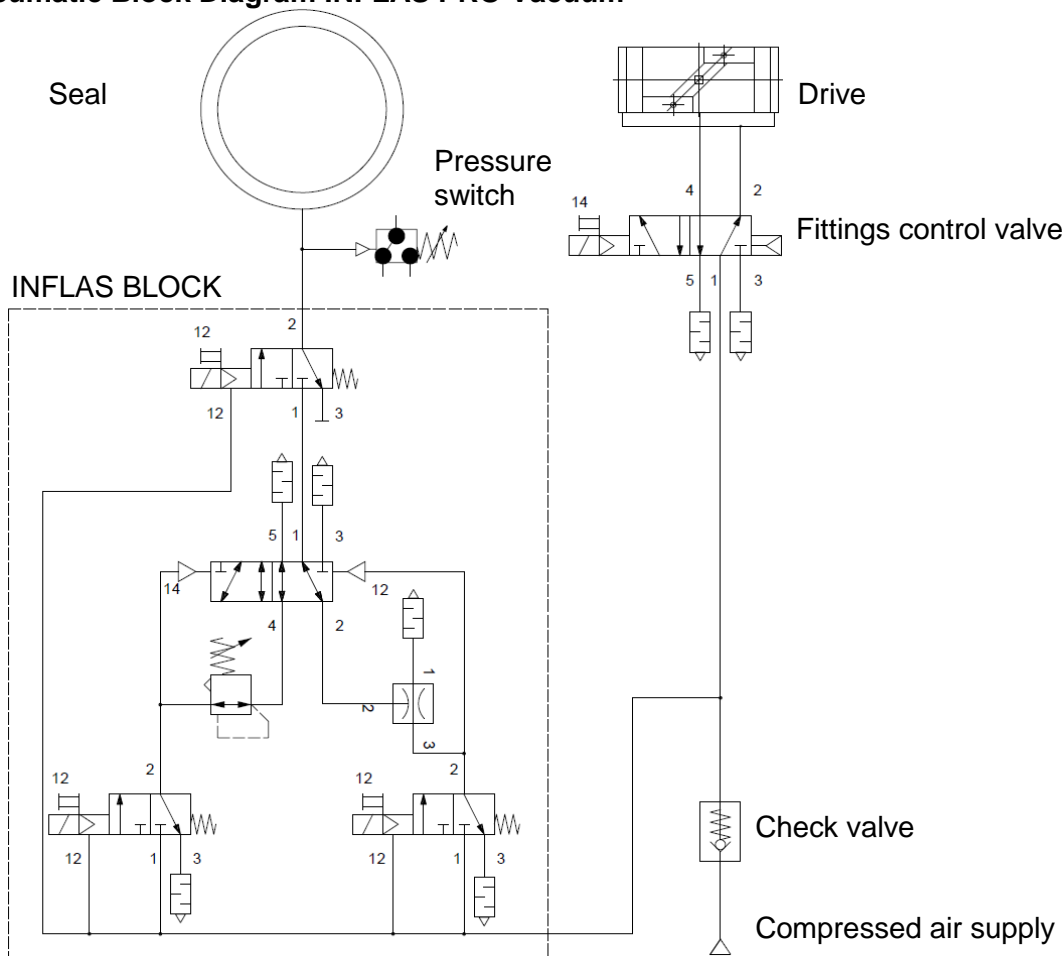 Seal
Drive
Pressure
switch
4 2
14
Fittings control valve
5 1 3
INFLAS BLOCK
2
12
12 1 3
5 1 3
14 12
4 2
1
2
3
2 2
12 12
12 1 3 12 1 3
Check valve
Compressed air supply